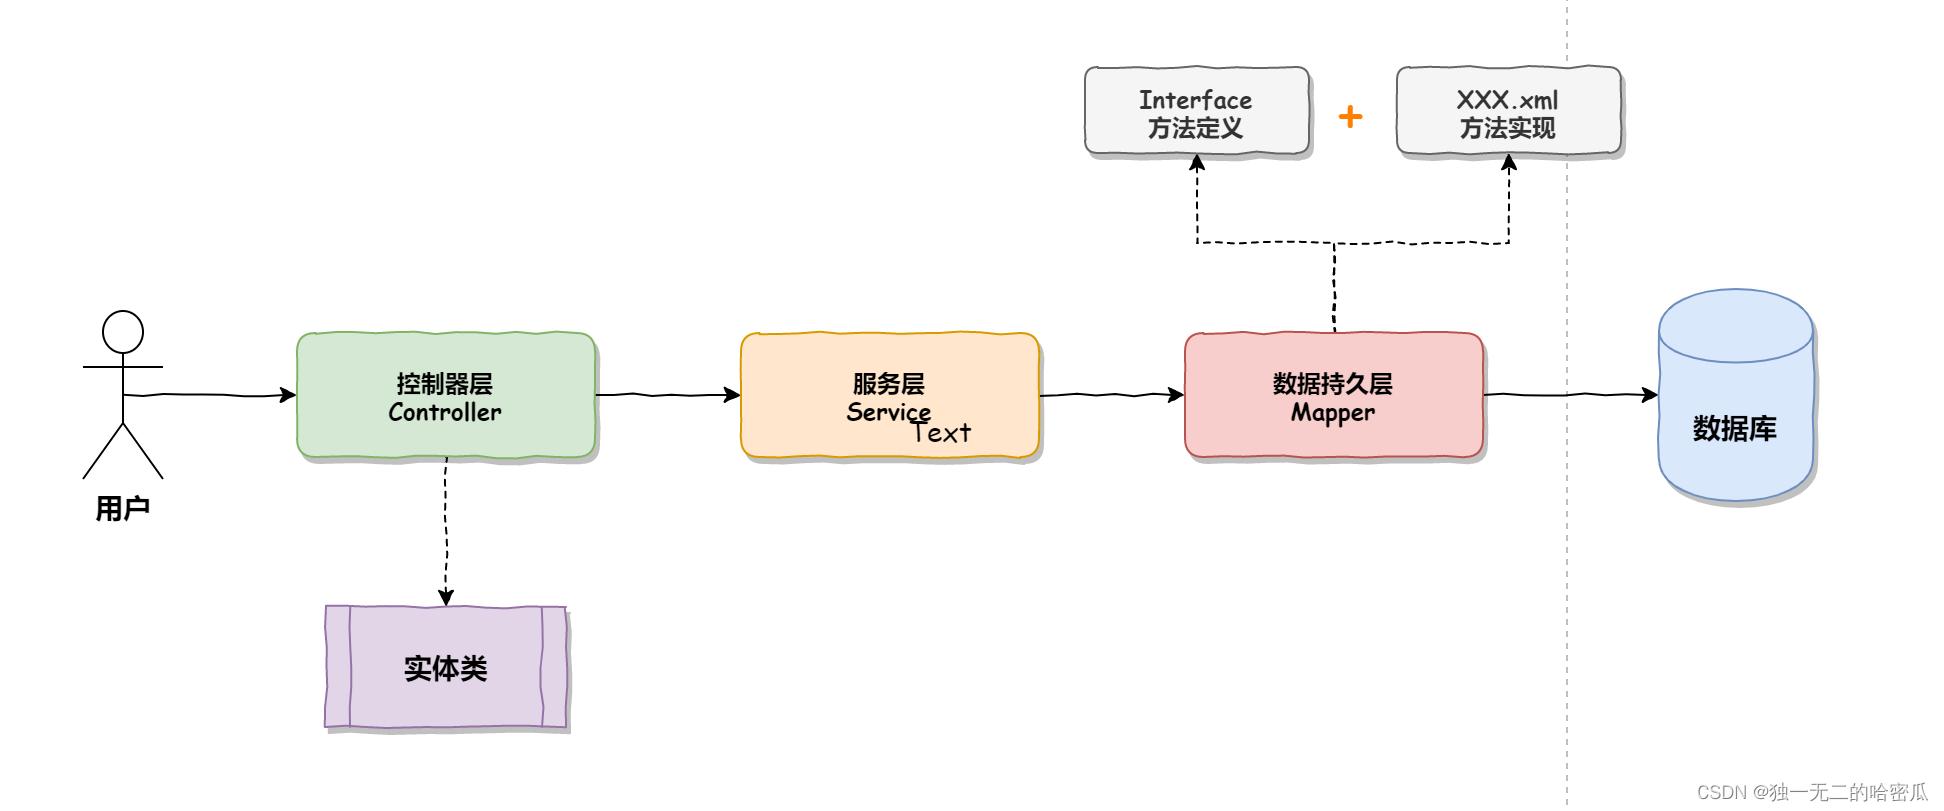 Interface
方法定义
+
XXX.xml
方法实现
用户
控制器层
Controller
服务层
Service
Text
数据持久层
Mapper
数据库
实体类
CSDN @独一无二的哈密瓜